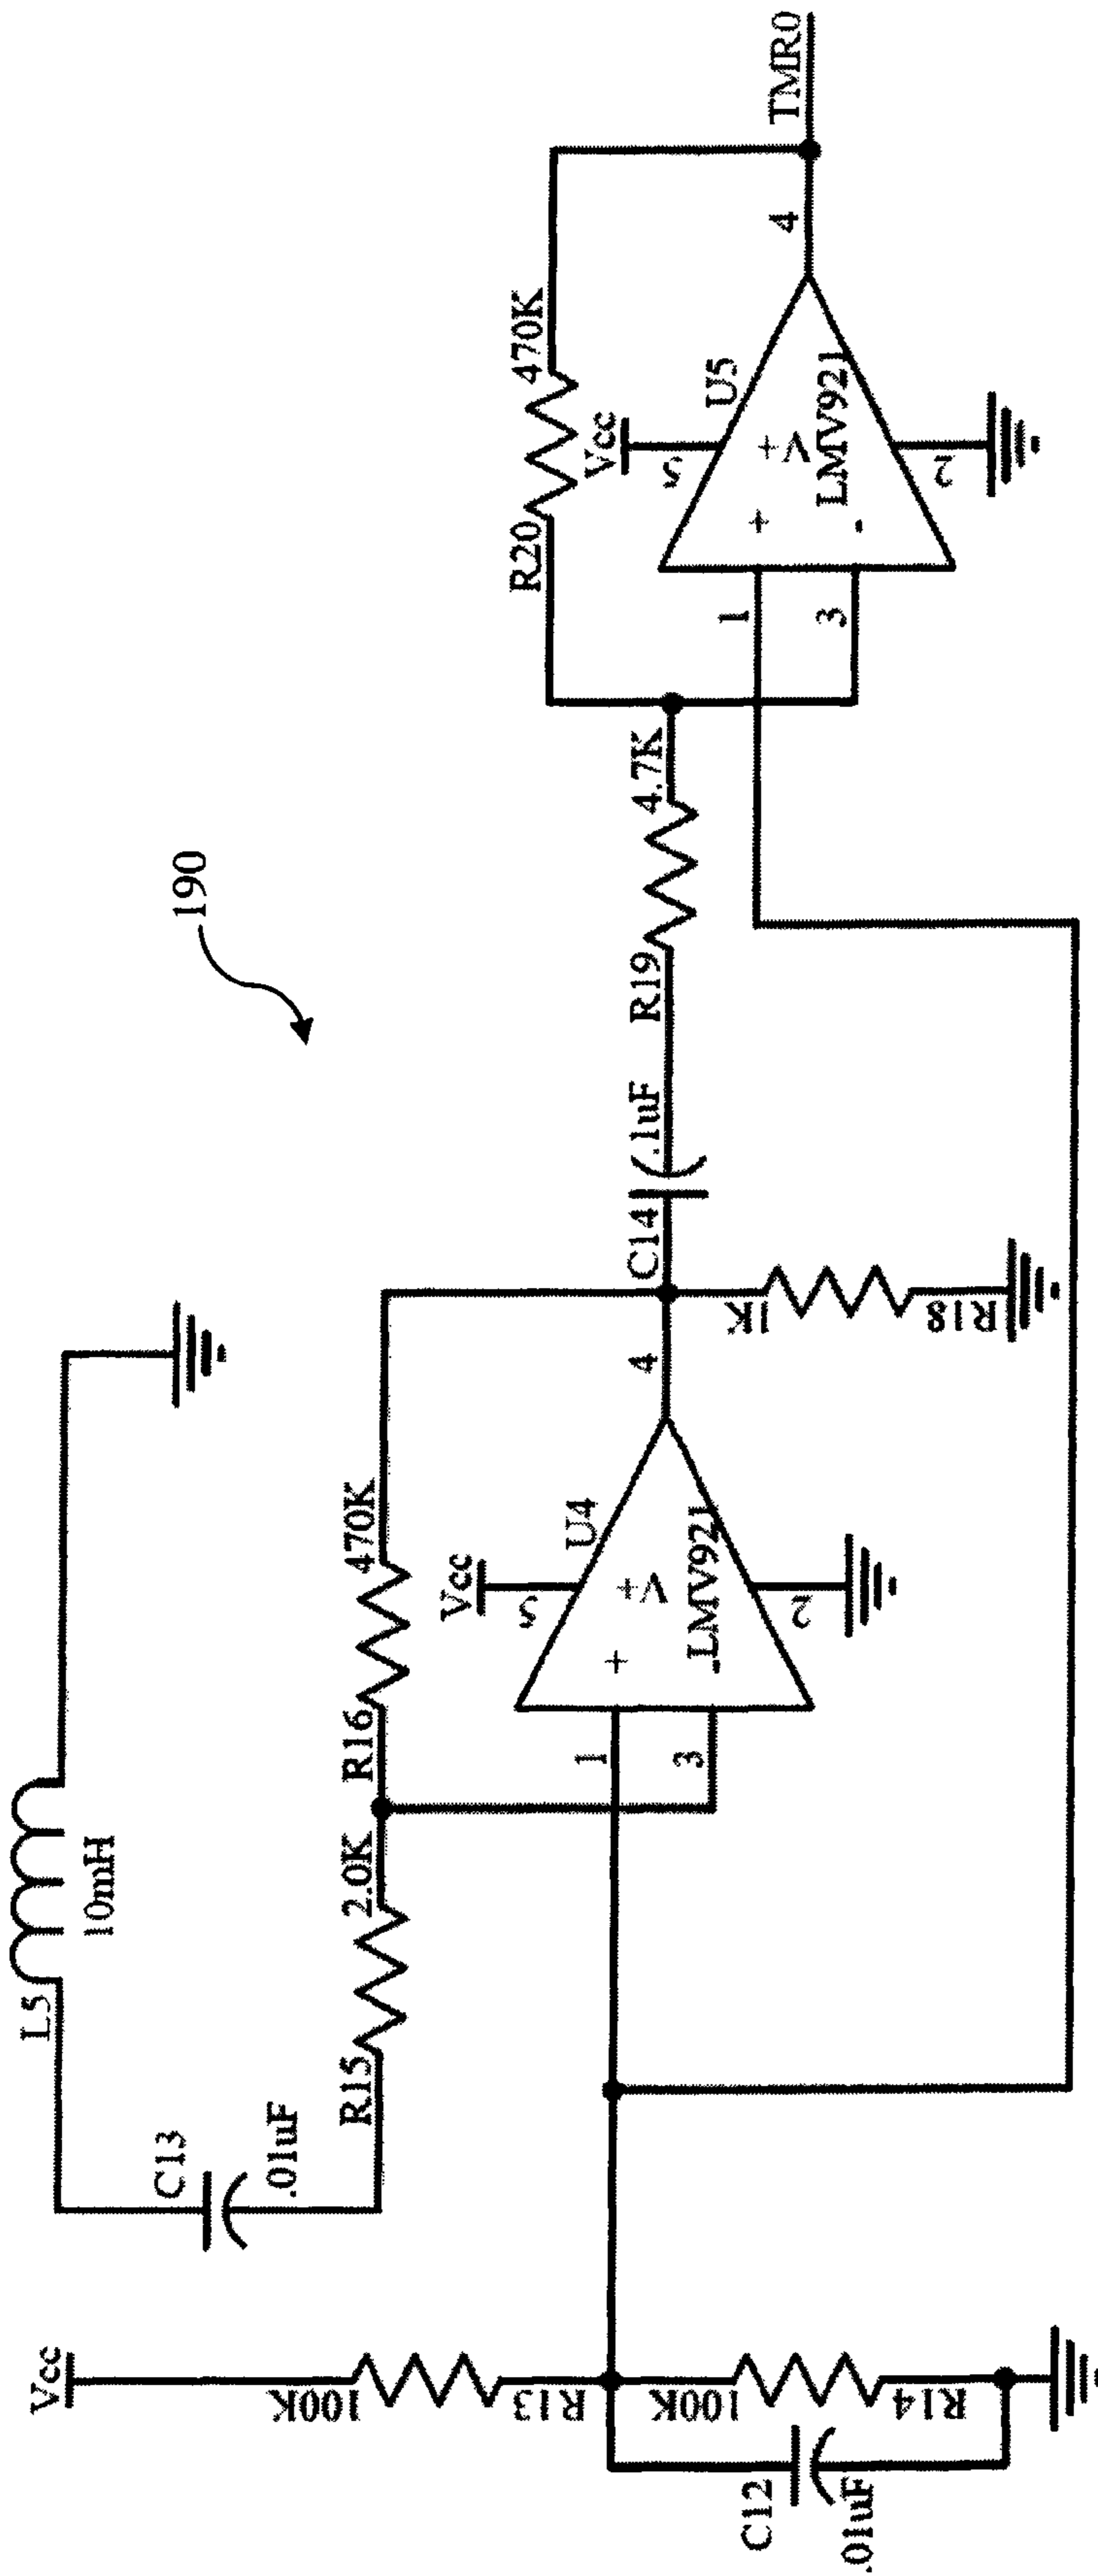 190
L5
10mH
C13
.01uF
R15
2.0K
R16
470K
Vcc
100K
R13
100K
R14
C12
.01uF
Vcc
5
U4
V+
+
-
LMV921
1
3
2
4
1K
R18
C14
.1uF
R19
4.7K
R20
470K
Vcc
5
U5
V+
+
-
LMV921
1
3
2
4
TMR0